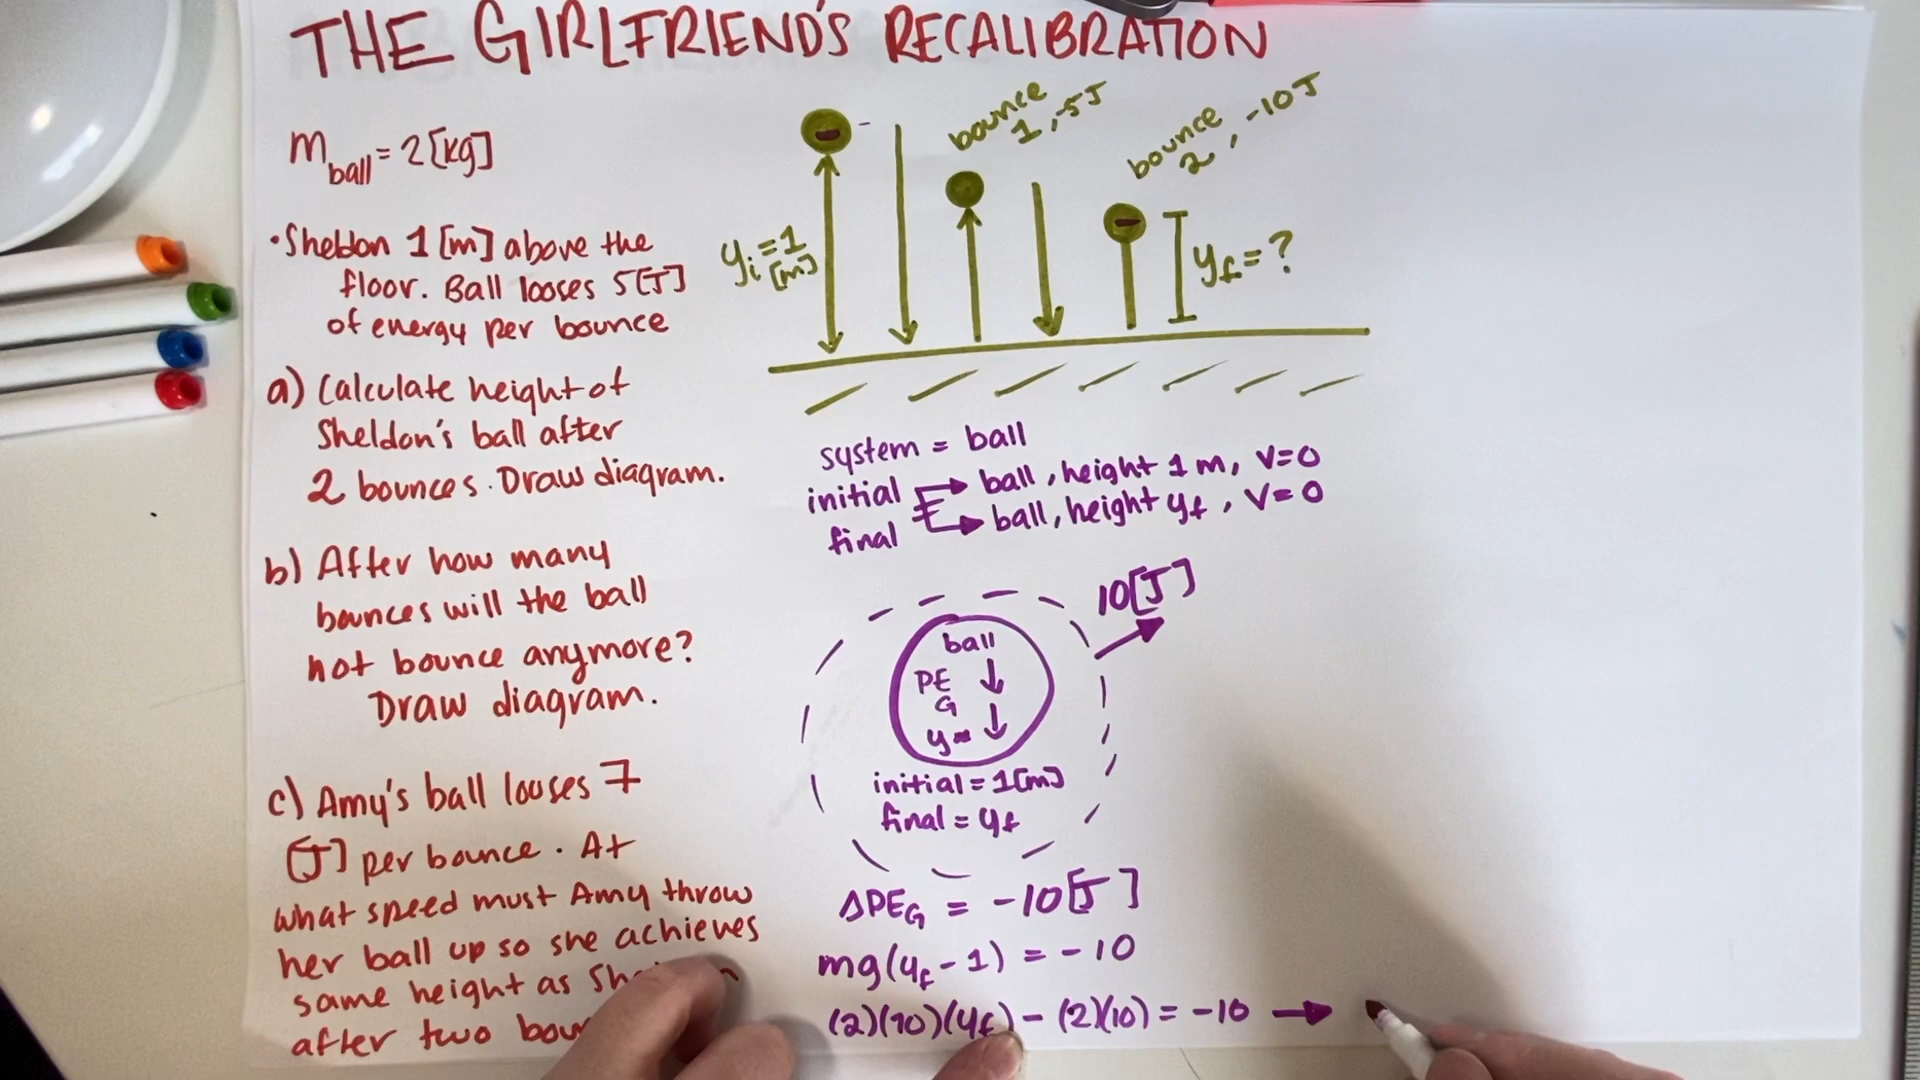 THE GIRLFRIEND'S RECALIBRATION
m ball = 2 [kg]
• Sheldon 1 [m] above the
floor. Ball looses 5 [J]
of energy per bounce
a) Calculate height of
Sheldon's ball after
2 bounces. Draw diagram.
b) After how many
bounces will the ball
not bounce anymore?
Draw diagram.
c) Amy's ball looses 7
[J] per bounce. At
what speed must Amy throw
her ball up so she achieves
same height as
after two
bounce
1, -5J
bounce
2, -10J
yi = 1
[m]
yf = ?
system = ball
initial → ball, height 1 m, v=0
final → ball, height yf, v=0
10 [J]
ball
PE ↓
G
y ↓
initial = 1 [m]
final = yf
ΔPEG = -10 [J]
mg(yf - 1) = -10
(2)(10)(yf) - (2)(10) = -10 →